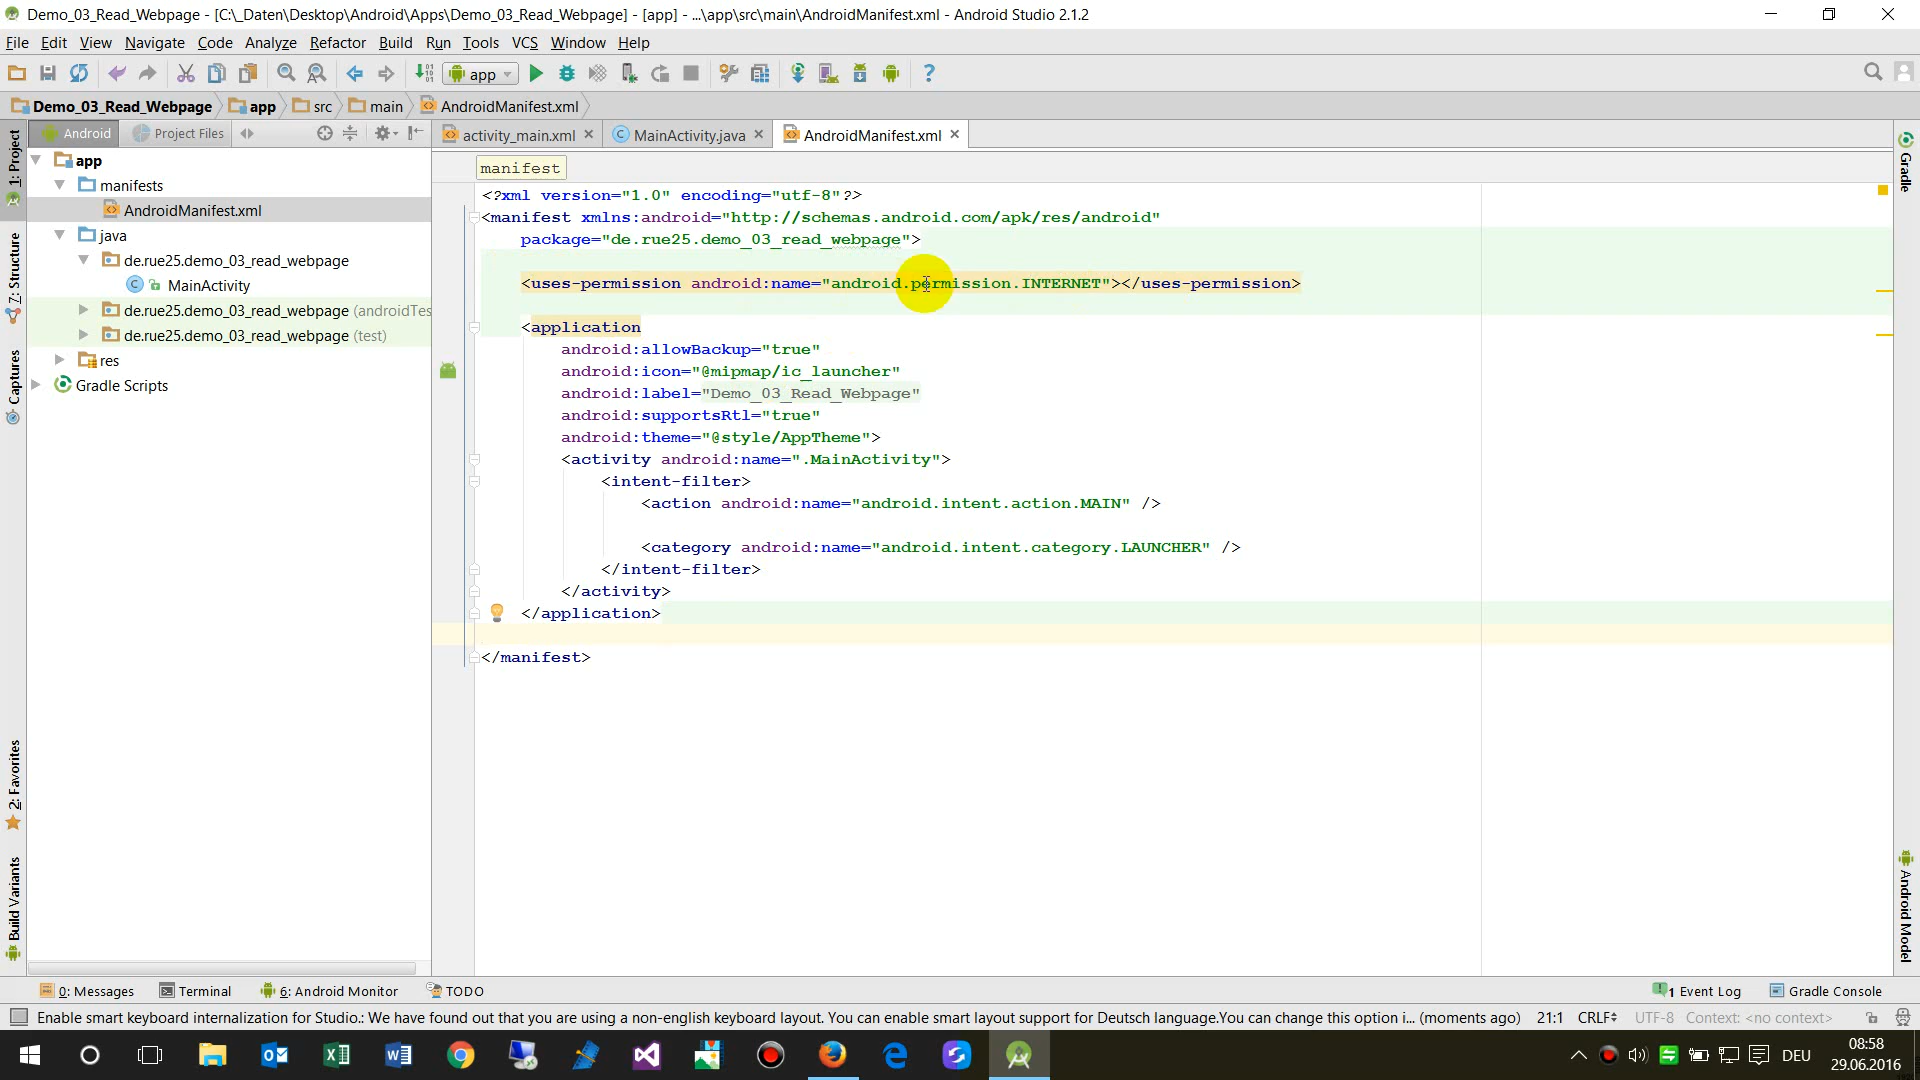 Demo_03_Read_Webpage - [C:\_Daten\Desktop\Android\Apps\Demo_03_Read_Webpage] - [app] - ...\app\src\main\AndroidManifest.xml - Android Studio 2.1.2
File Edit View Navigate Code Analyze Refactor Build Run Tools VCS Window Help
app
Demo_03_Read_Webpage app src main AndroidManifest.xml
Android Project Files
activity_main.xml MainActivity.java AndroidManifest.xml
1: Project
7: Structure
Captures
2: Favorites
Build Variants
app
manifests
AndroidManifest.xml
java
de.rue25.demo_03_read_webpage
MainActivity
de.rue25.demo_03_read_webpage (androidTes
de.rue25.demo_03_read_webpage (test)
res
Gradle Scripts
manifest
<?xml version="1.0" encoding="utf-8"?>
<manifest xmlns:android="http://schemas.android.com/apk/res/android"
package="de.rue25.demo_03_read_webpage">
<uses-permission android:name="android.permission.INTERNET"></uses-permission>
<application
android:allowBackup="true"
android:icon="@mipmap/ic_launcher"
android:label="Demo_03_Read_Webpage"
android:supportsRtl="true"
android:theme="@style/AppTheme">
<activity android:name=".MainActivity">
<intent-filter>
<action android:name="android.intent.action.MAIN" />
<category android:name="android.intent.category.LAUNCHER" />
</intent-filter>
</activity>
</application>
</manifest>
Gradle
Android Model
0: Messages Terminal 6: Android Monitor TODO 1 Event Log Gradle Console
Enable smart keyboard internalization for Studio.: We have found out that you are using a non-english keyboard layout. You can enable smart layout support for Deutsch language.You can change this option i... (moments ago) 21:1 CRLF UTF-8 Context: <no context>
DEU
08:58
29.06.2016